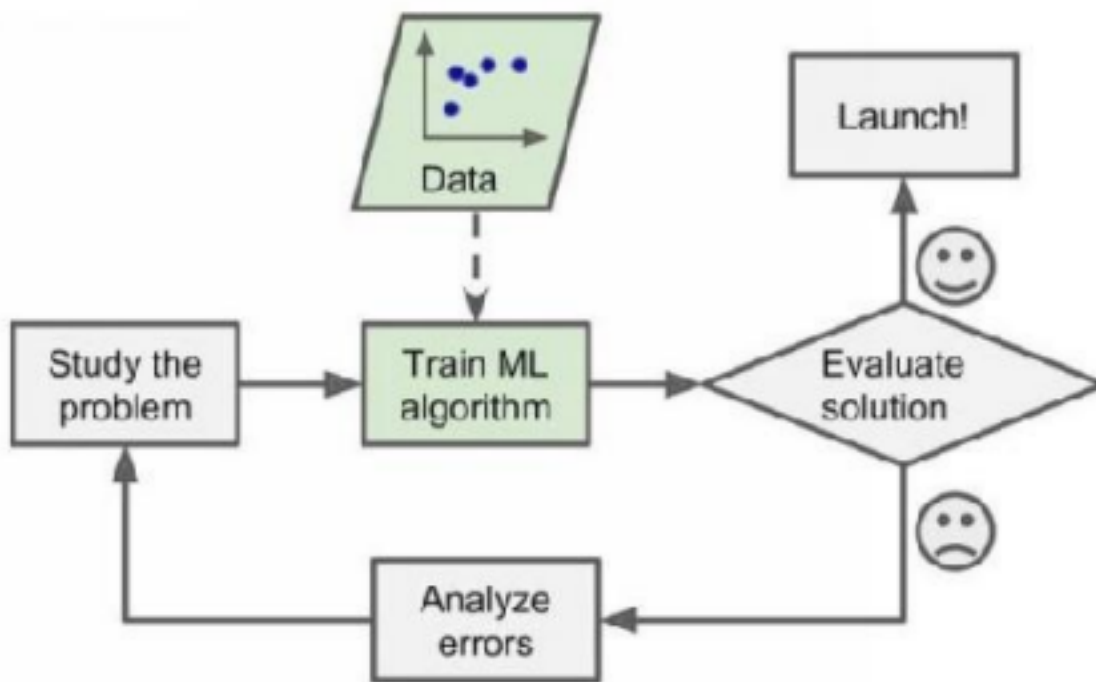 Data
Launch!
Study the
problem
Train ML
algorithm
Evaluate
solution
Analyze
errors